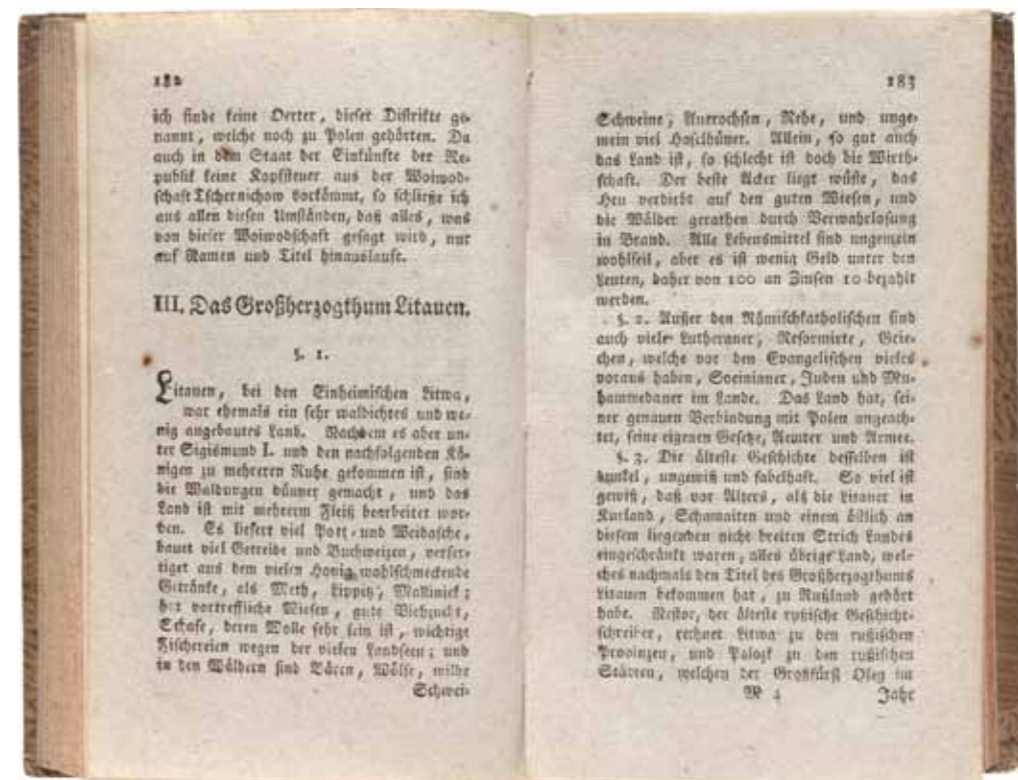 182
ich finde keine Oerter, dieser Distrikte ge-
nannt, welche noch zu Polen gehörten. Da
auch in dem Staat der Einkünfte der Re-
publik keine Kopfsteuer aus der Woiwod-
schaft Tschernichow vorkömmt, so schließe ich
aus allen diesen Umständen, daß alles, was
von dieser Woiwodschaft gesagt wird, nur
auf Namen und Titel hinauslaufe.
III. Das Großherzogthum Litauen.
§. 1.
Litauen, bei den Einheimischen Litwa,
war ehemals ein sehr waldichtes und we-
nig angebautes Land. Nachdem es aber un-
ter Sigismund I. und den nachfolgenden Kö-
nigen zu mehreren Ruhe gekommen ist, sind
die Waldungen dünner gemacht, und das
Land ist mit mehrerm Fleiß bearbeitet wor-
den. Es liefert viel Pott- und Weidasche,
bauet viel Getreide und Buchweizen, verfer-
tiget aus dem vielen Honig wohlschmeckende
Getränke, als Meth, Lippitz, Mallinick;
hat vortreffliche Wiesen, gute Viehzucht,
Schafe, deren Wolle sehr fein ist, wichtige
Fischereien wegen der vielen Landseen; und
in den Wäldern sind Bären, Wölfe, wilde
Schwei-
183
Schweine, Auerochsen, Rehe, und unge-
mein viel Haselhüner. Allein, so gut auch
das Land ist, so schlecht ist doch die Wirth-
schaft. Der beste Acker liegt wüste, das
Heu verdirbt auf den guten Wiesen, und
die Wälder gerathen durch Verwahrlosung
in Brand. Alle Lebensmittel sind ungemein
wohlfeil, aber es ist wenig Geld unter den
Leuten, daher von 100 an Zinsen 10 bezahlt
werden.
§. 2. Außer den Römischkatholischen sind
auch viele Lutheraner, Reformirte, Grie-
chen, welche vor den Evangelischen vieles
voraus haben, Socinianer, Juden und Mu-
hammedaner im Lande. Das Land hat, sei-
ner genauen Verbindung mit Polen ungeach-
tet, seine eigenen Gesetze, Aemter und Armee.
§. 3. Die älteste Geschichte desselben ist
dunkel, ungewiß und fabelhaft. So viel ist
gewiß, daß vor Alters, als die Litauer in
Kurland, Schamaiten und einem östlich an
diesem liegenden nicht breiten Strich Landes
eingeschränkt waren, alles übrige Land, wel-
ches nachmals den Titel des Großherzogthums
Litauen bekommen hat, zu Rußland gehört
habe. Nestor, der älteste rußische Geschicht-
schreiber, rechnet Litwa zu den rußischen
Provinzen, und Polozk zu den rußischen
Städten, welchen der Großfürst Oleg im
M 4 Jahr